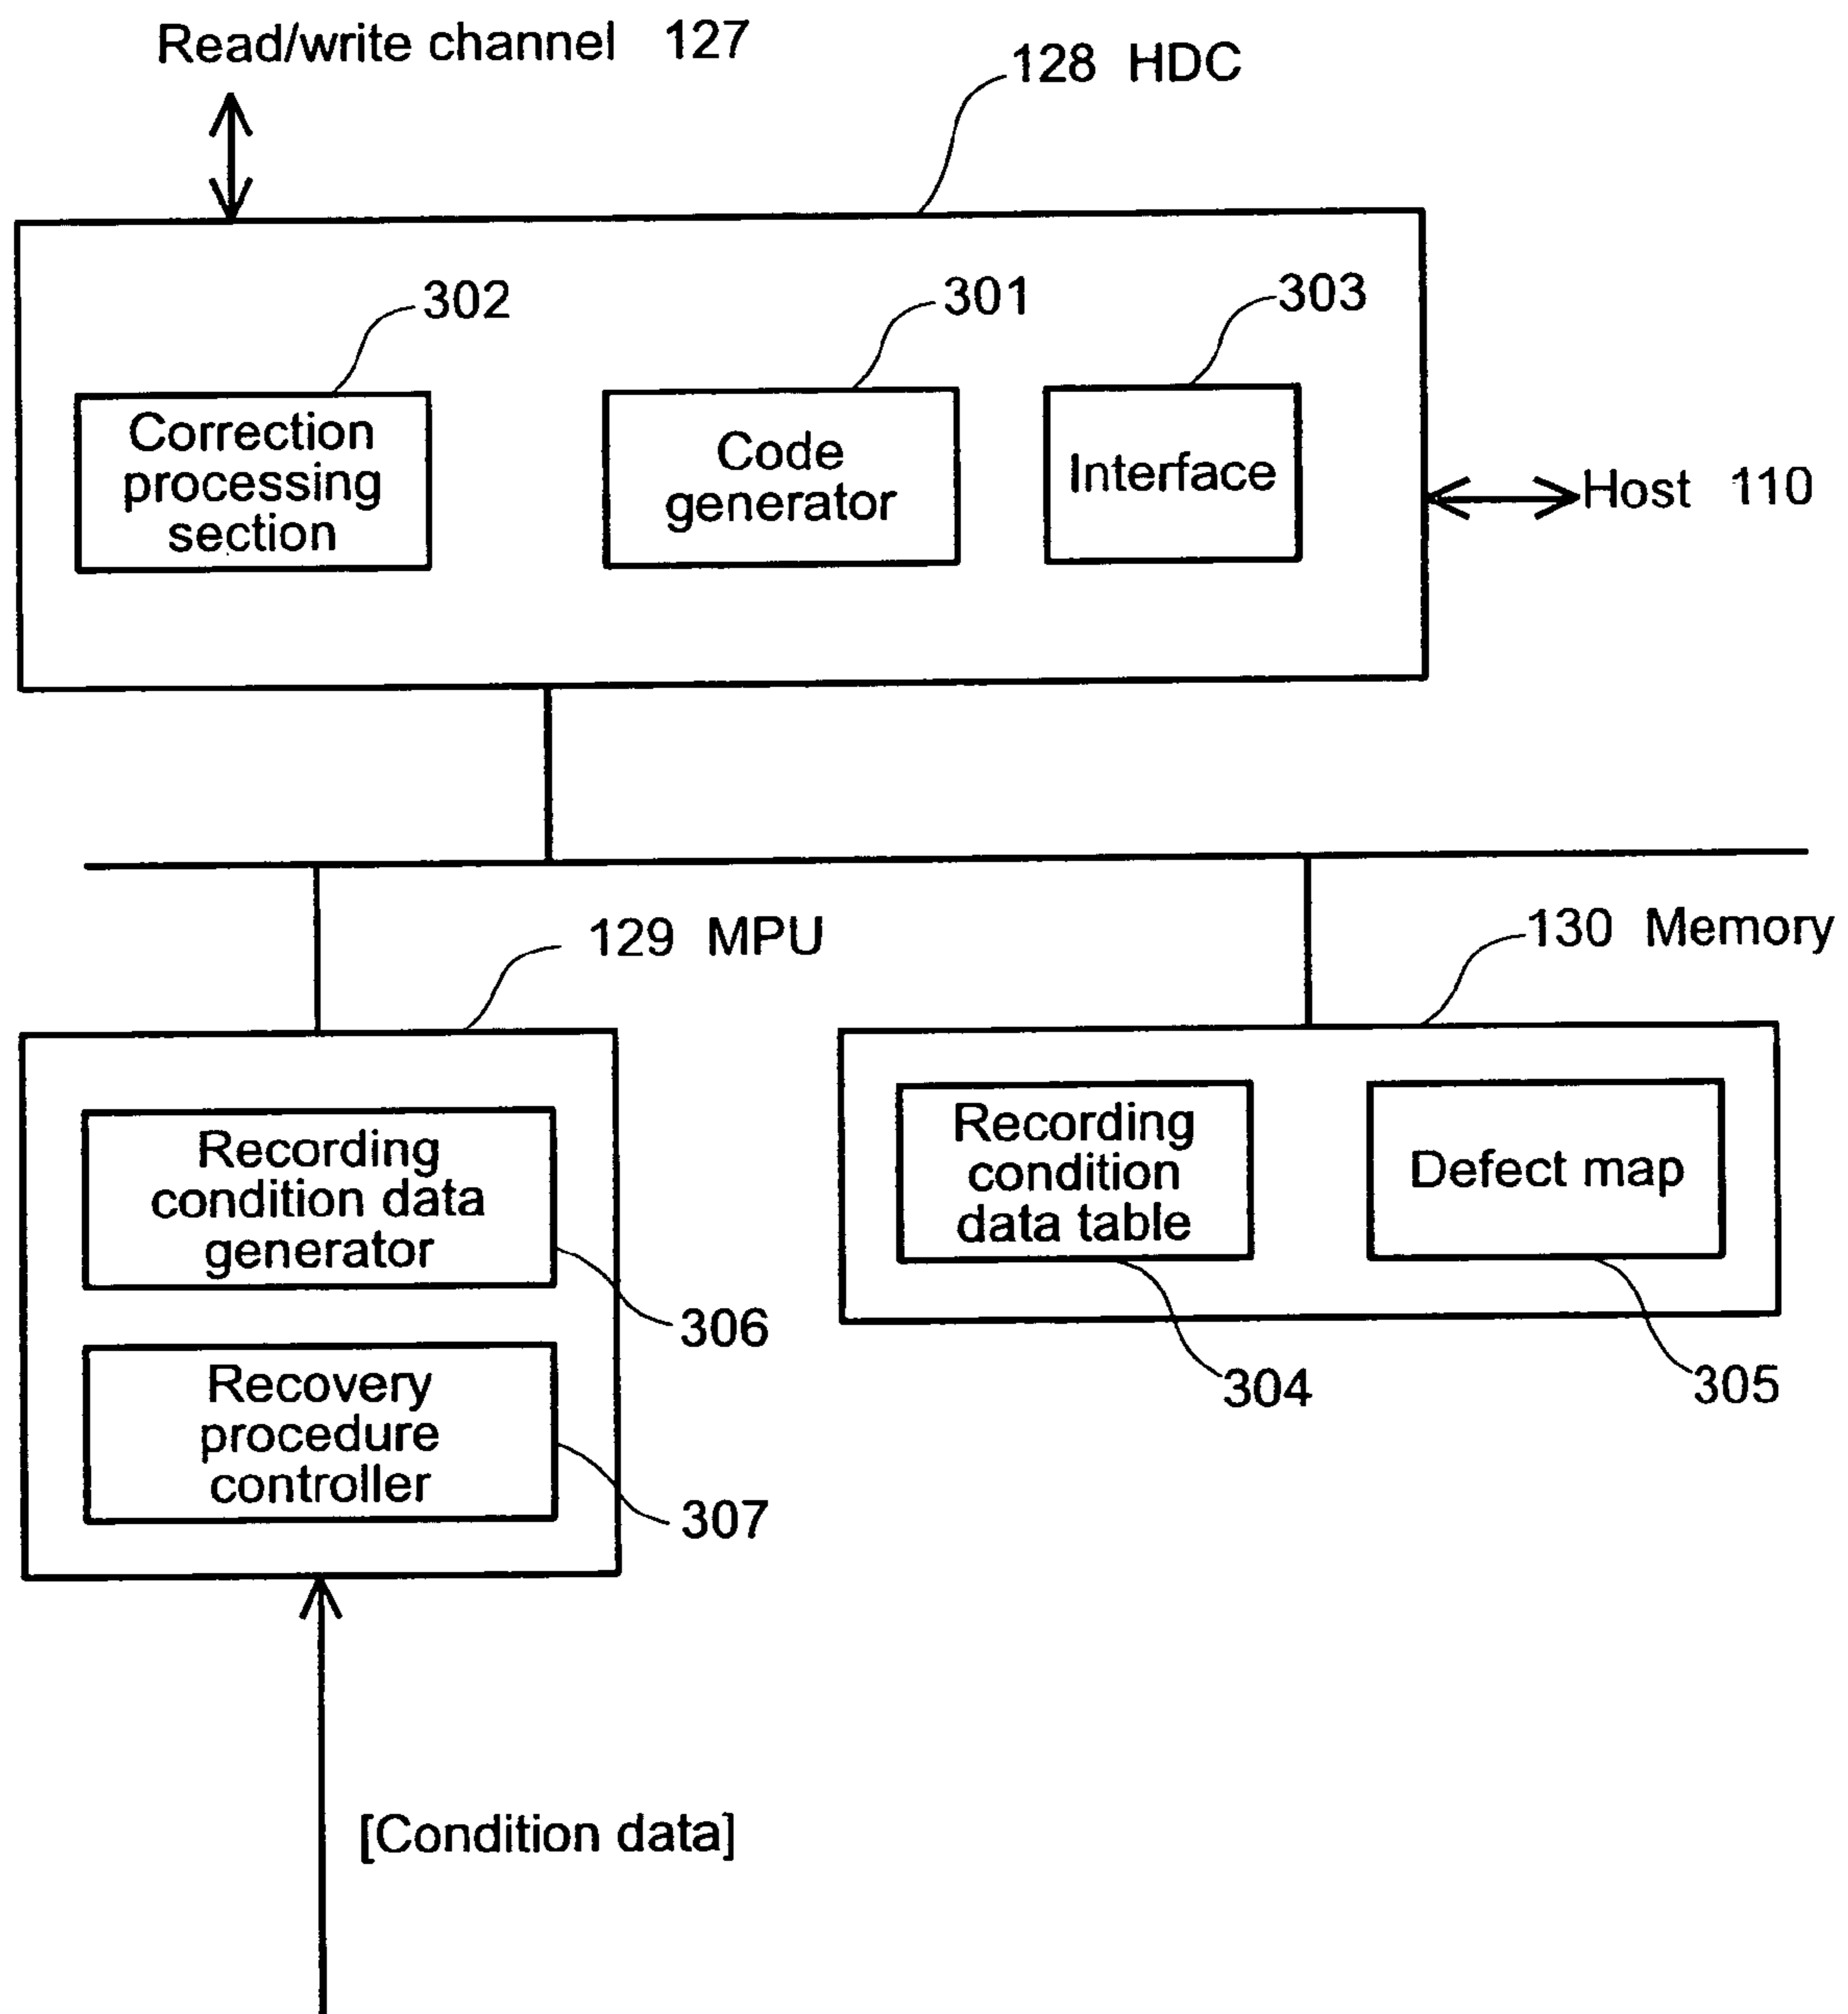 Read/write channel 127
128 HDC
302
301
303
Correction
processing
section
Code
generator
Interface
Host 110
129 MPU
130 Memory
Recording
condition data
generator
306
Recovery
procedure
controller
307
Recording
condition
data table
304
Defect map
305
[Condition data]